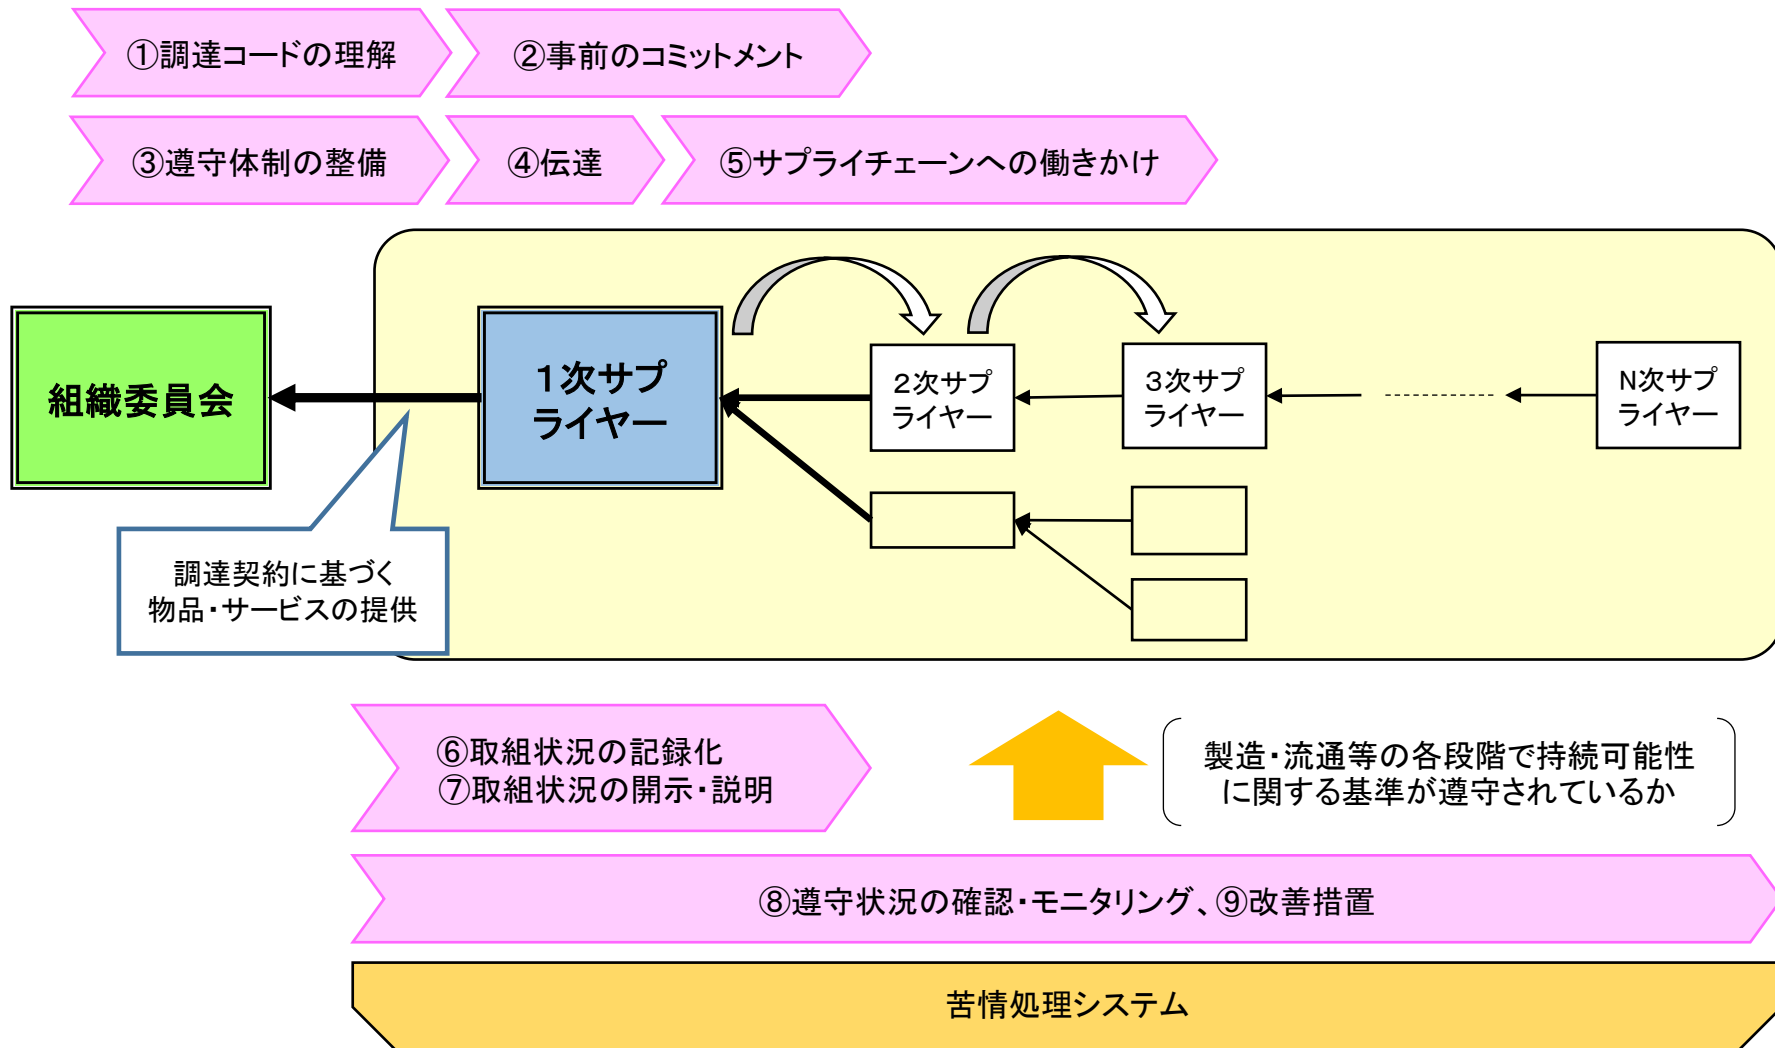 ①調達コードの理解
②事前のコミットメント
③遵守体制の整備
④伝達
⑤サプライチェーンへの働きかけ
組織委員会
１次サプ
ライヤー
２次サプ
ライヤー
３次サプ
ライヤー
N次サプ
ライヤー
調達契約に基づく
物品・サービスの提供
⑥取組状況の記録化
⑦取組状況の開示・説明
製造・流通等の各段階で持続可能性
に関する基準が遵守されているか
⑧遵守状況の確認・モニタリング、⑨改善措置
苦情処理システム